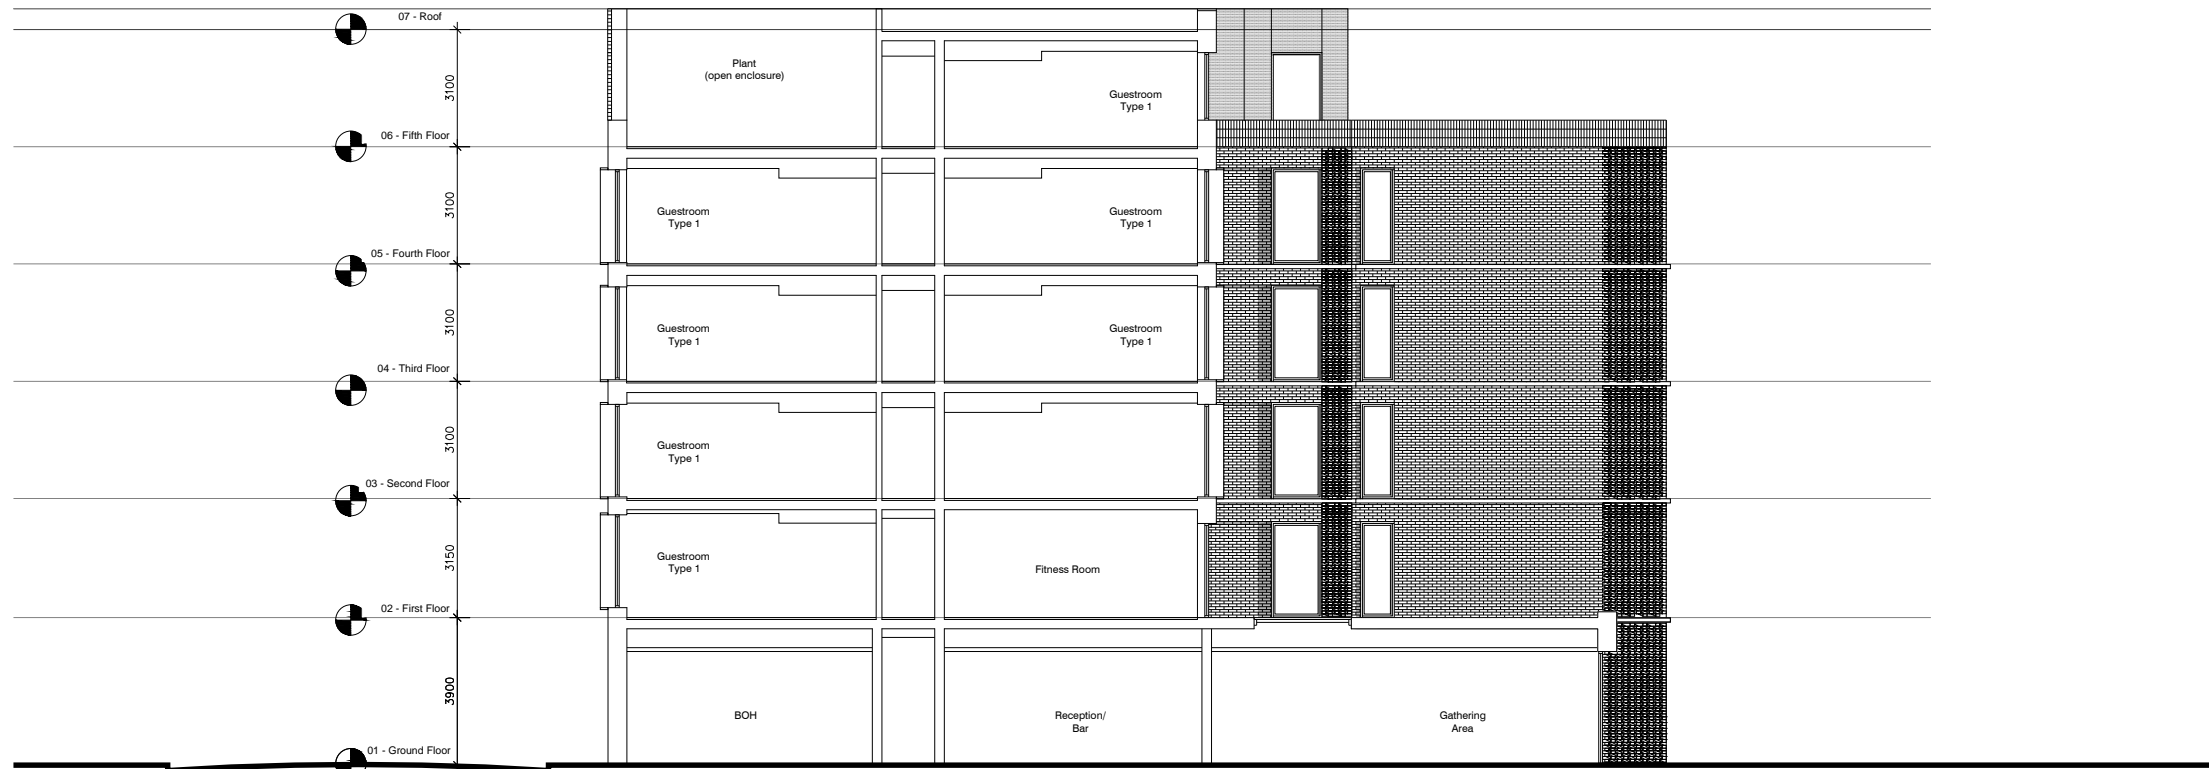 07 - Roof
Plant
(open enclosure)
3100
Guestroom
Type 1
06 - Fifth Floor
3100
Guestroom
Type 1
Guestroom
Type 1
05 - Fourth Floor
3100
Guestroom
Type 1
Guestroom
Type 1
04 - Third Floor
3100
Guestroom
Type 1
03 - Second Floor
3150
Guestroom
Type 1
Fitness Room
02 - First Floor
3900
BOH
Reception/
Bar
Gathering
Area
01 - Ground Floor